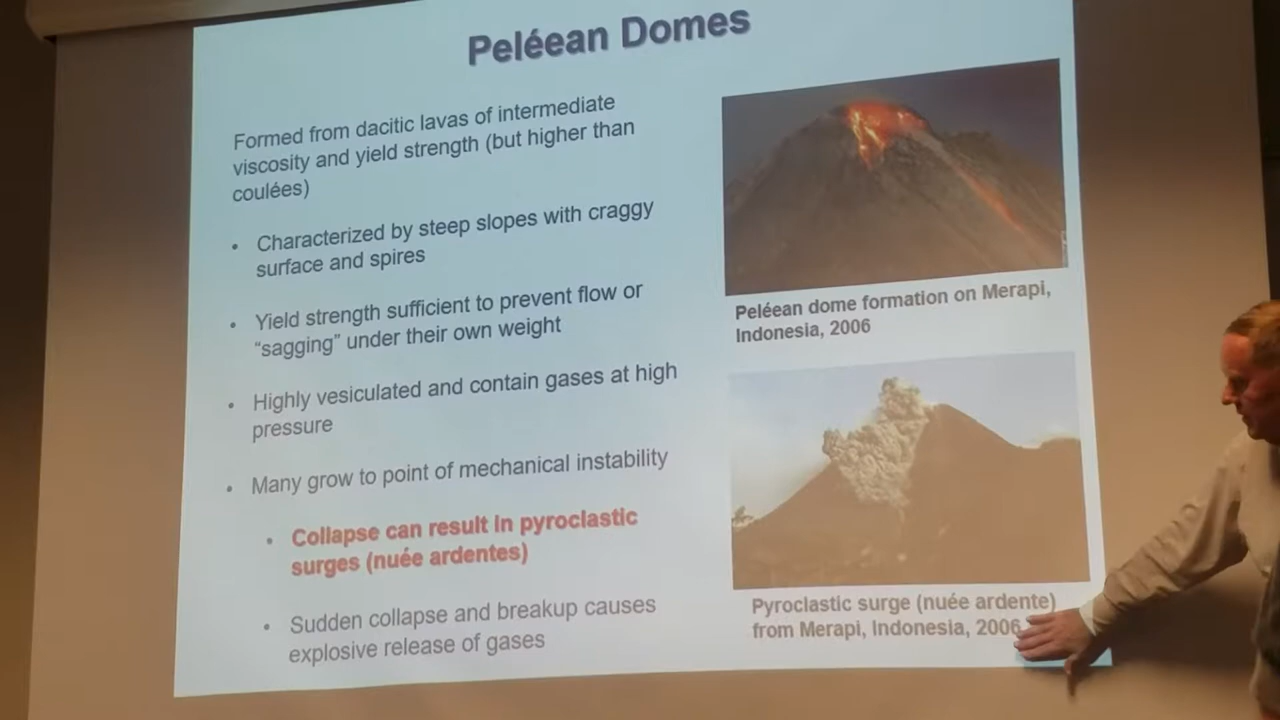 Peléean Domes
Formed from dacitic lavas of intermediate
viscosity and yield strength (but higher than
coulées)
• Characterized by steep slopes with craggy
surface and spires
• Yield strength sufficient to prevent flow or
“sagging” under their own weight
• Highly vesiculated and contain gases at high
pressure
• Many grow to point of mechanical instability
• Collapse can result in pyroclastic
surges (nuée ardentes)
• Sudden collapse and breakup causes
explosive release of gases
Peléean dome formation on Merapi,
Indonesia, 2006
Pyroclastic surge (nuée ardente)
from Merapi, Indonesia, 2006